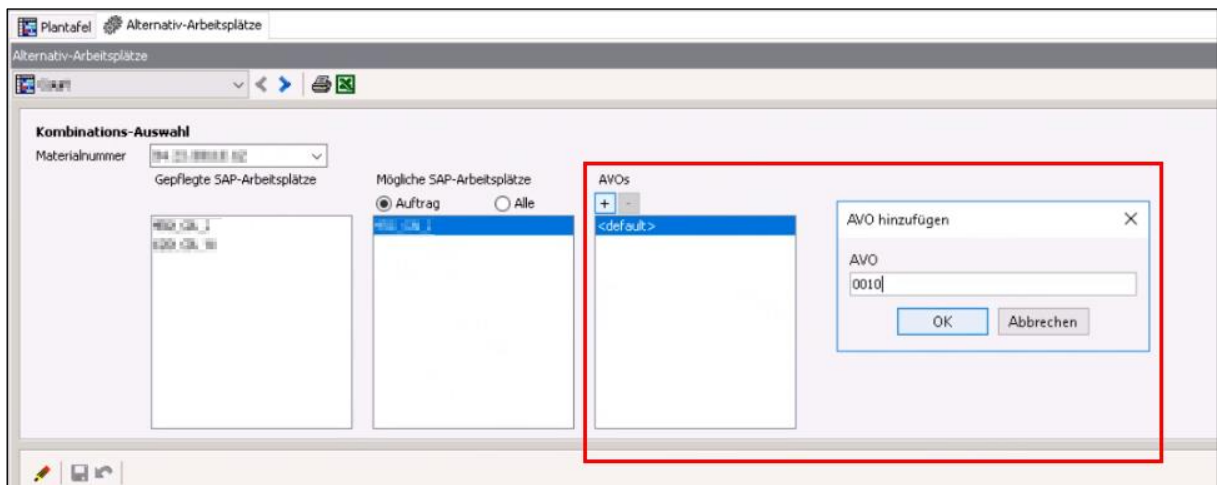 Plantafel Alternativ-Arbeitsplätze
Alternativ-Arbeitsplätze
Kombinations-Auswahl
Materialnummer
Gepflegte SAP-Arbeitsplätze
Mögliche SAP-Arbeitsplätze
Auftrag Alle
AVOs
+ -
<default>
AVO hinzufügen
AVO
0010
OK Abbrechen